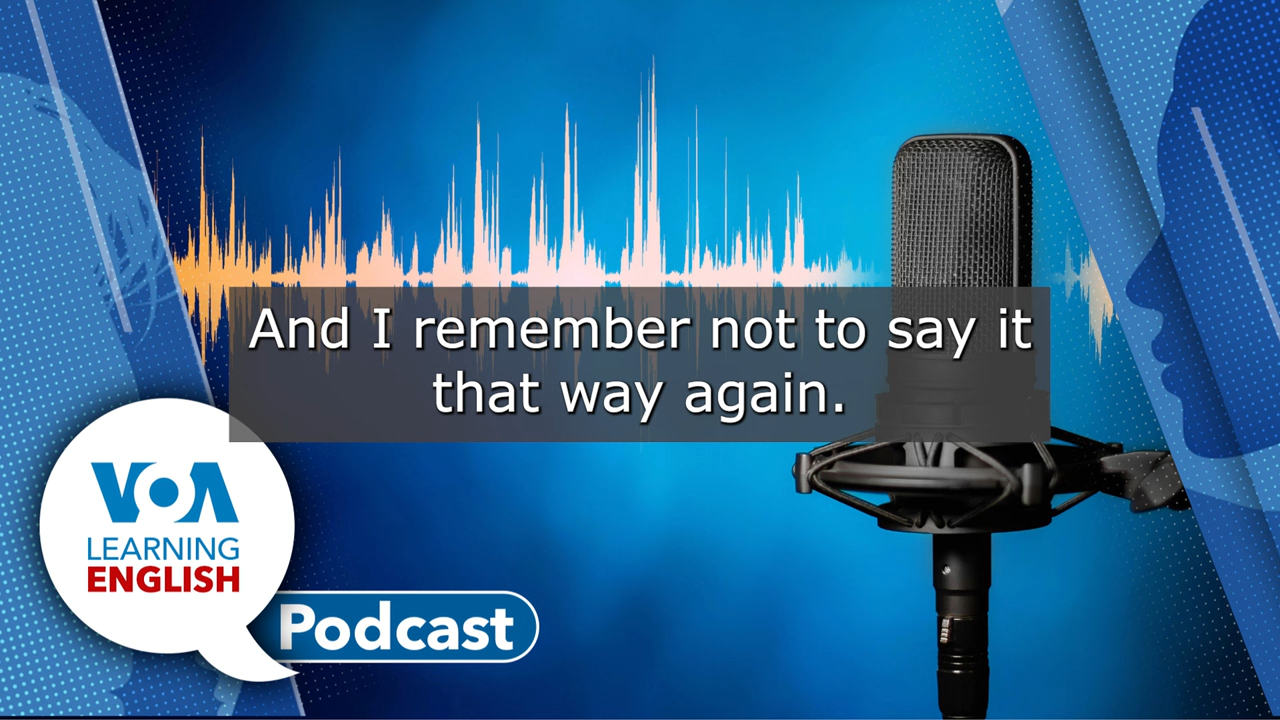 And I remember not to say it
that way again.
VOA
LEARNING
ENGLISH
Podcast